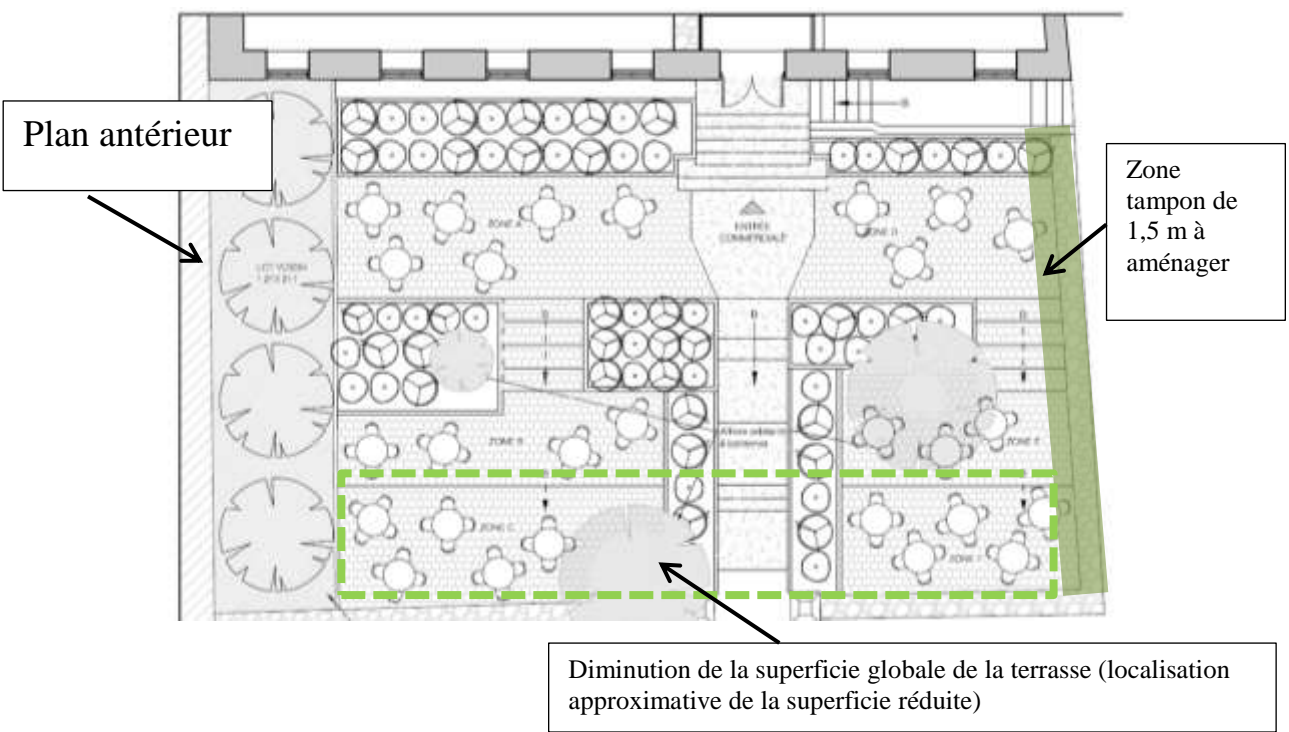 Plan antérieur
Zone
tampon de
1,5 m à
aménager
ZONE A
ENTRÉE
COMMERCIALE
ZONE D
B
B
B
B
ZONE B
ZONE E
ZONE C
ZONE F
Diminution de la superficie globale de la terrasse (localisation
approximative de la superficie réduite)